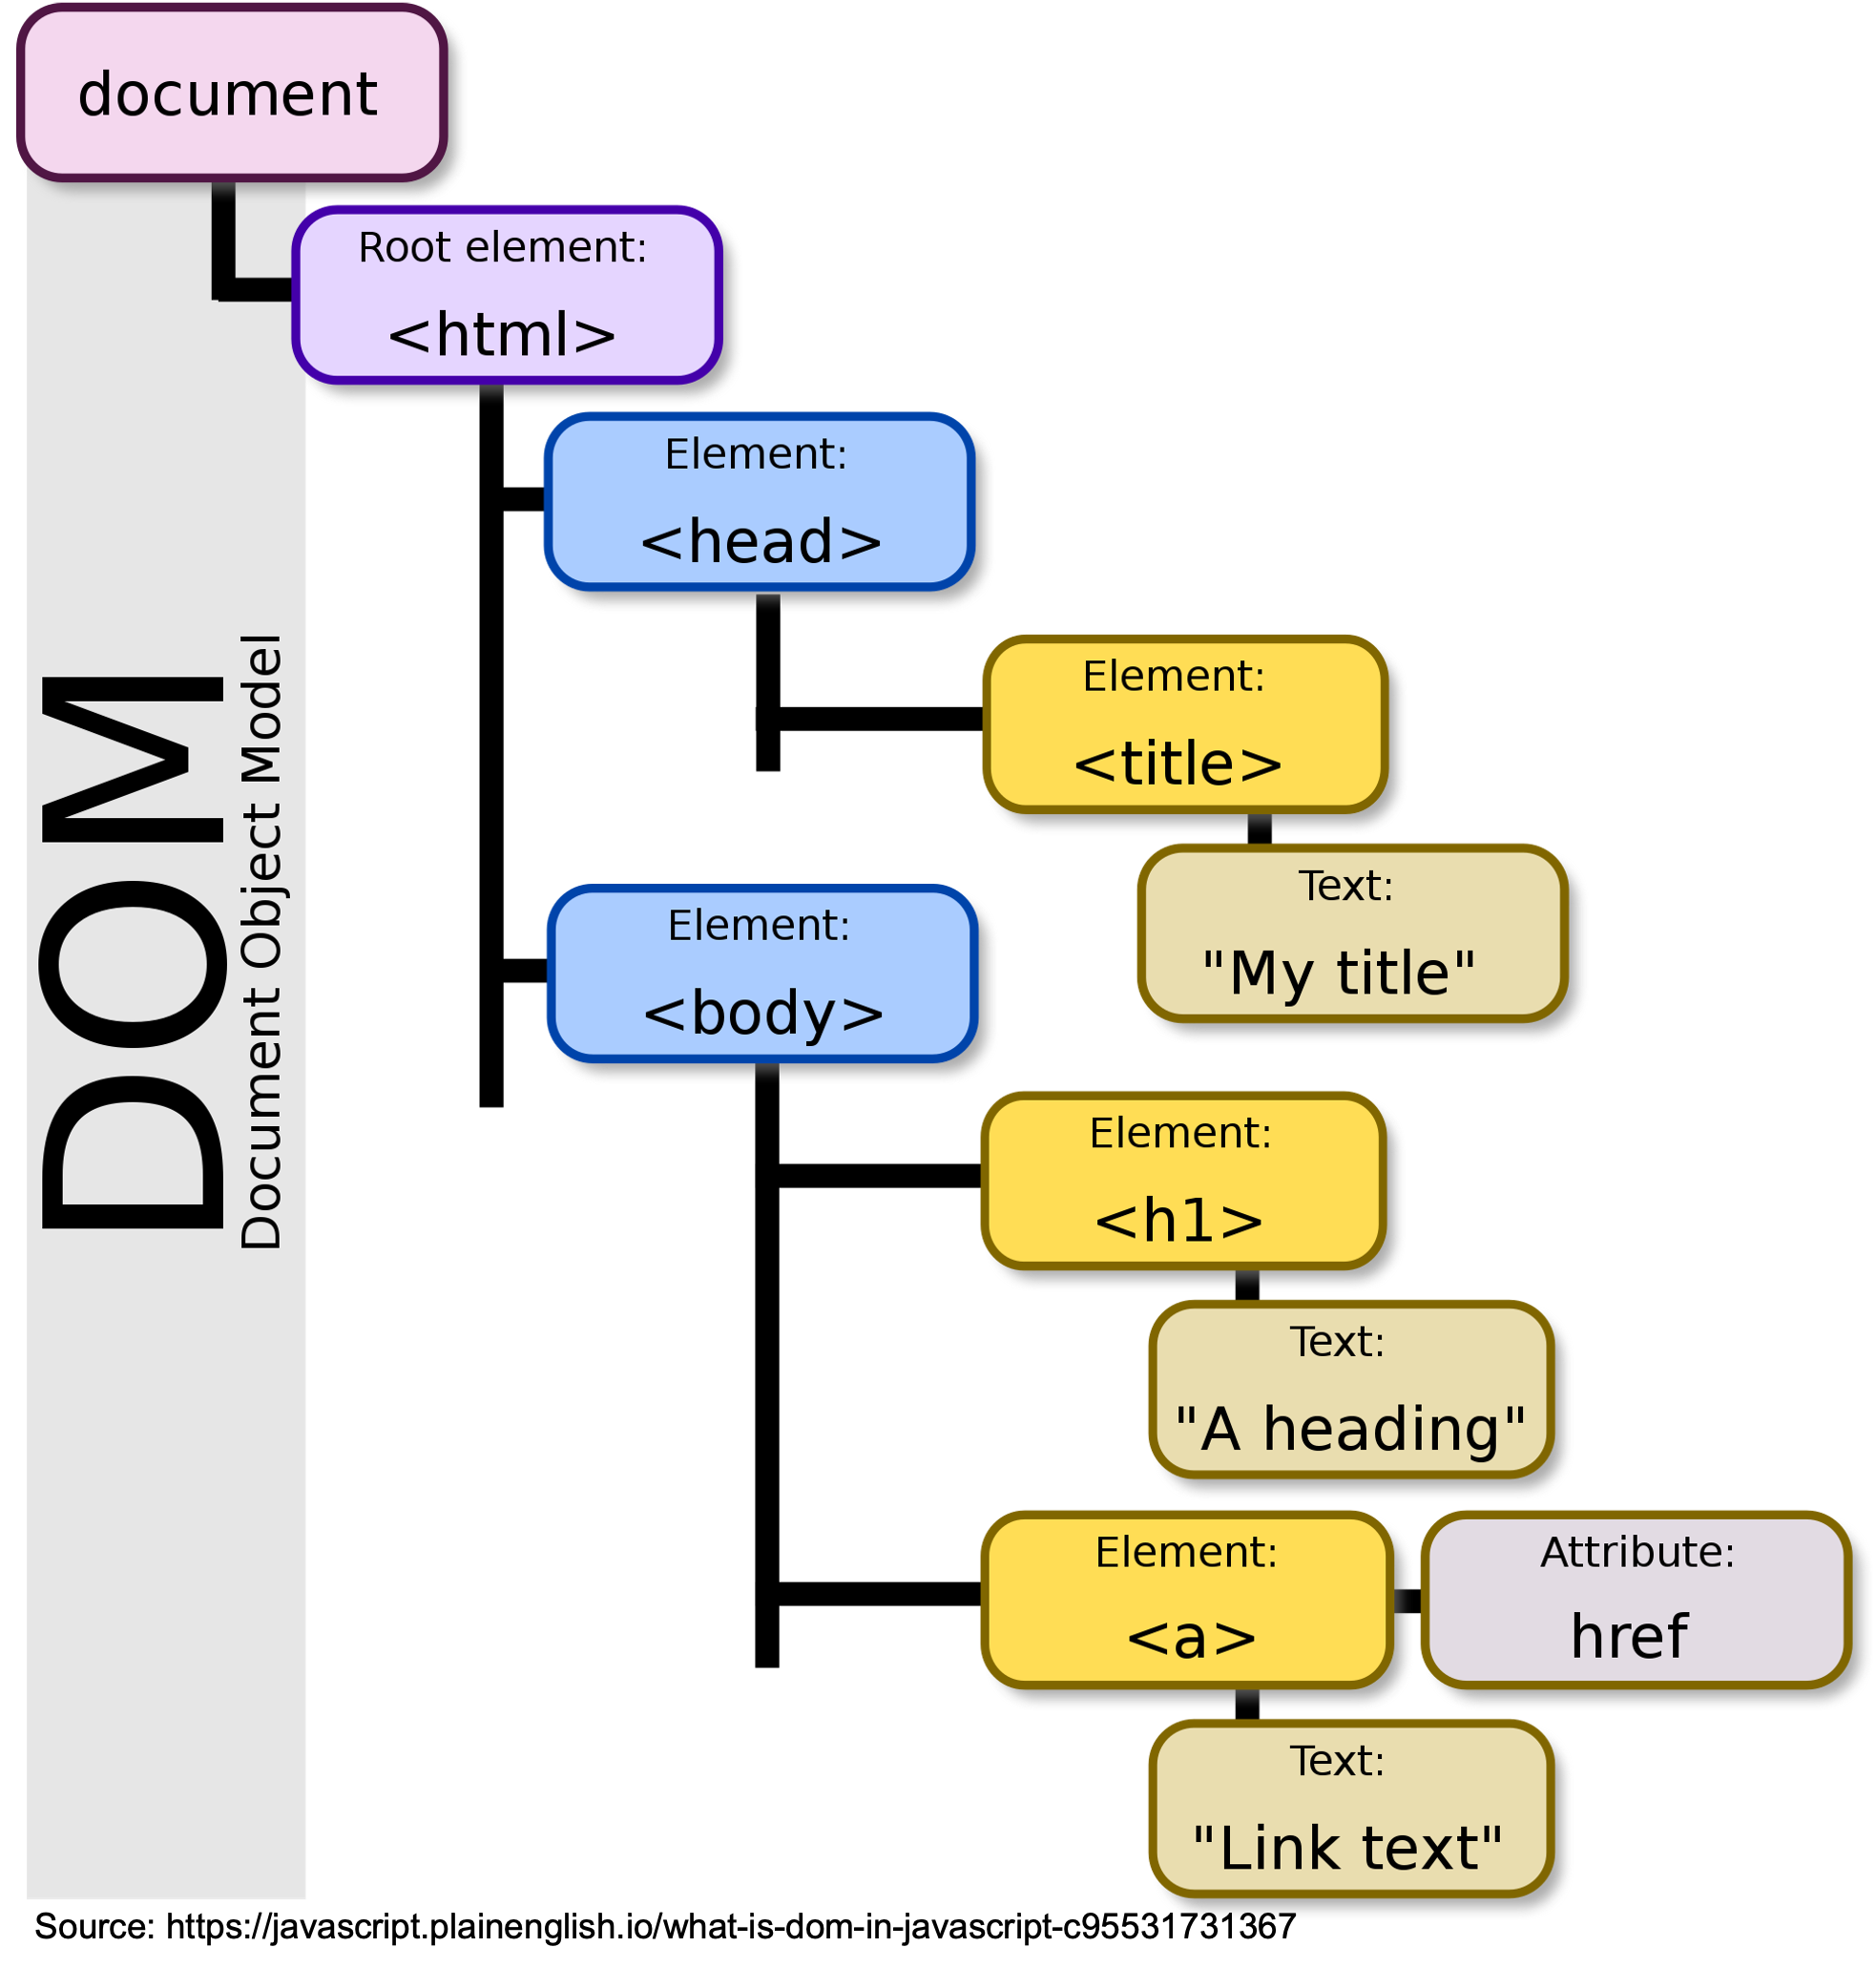 document
Root element:
<html>
Element:
<head>
Element:
<title>
Text:
"My title"
Element:
<body>
Element:
<h1>
Text:
"A heading"
Element:
<a>
Attribute:
href
Text:
"Link text"
DOM
Document Object Model
Source: https://javascript.plainenglish.io/what-is-dom-in-javascript-c95531731367